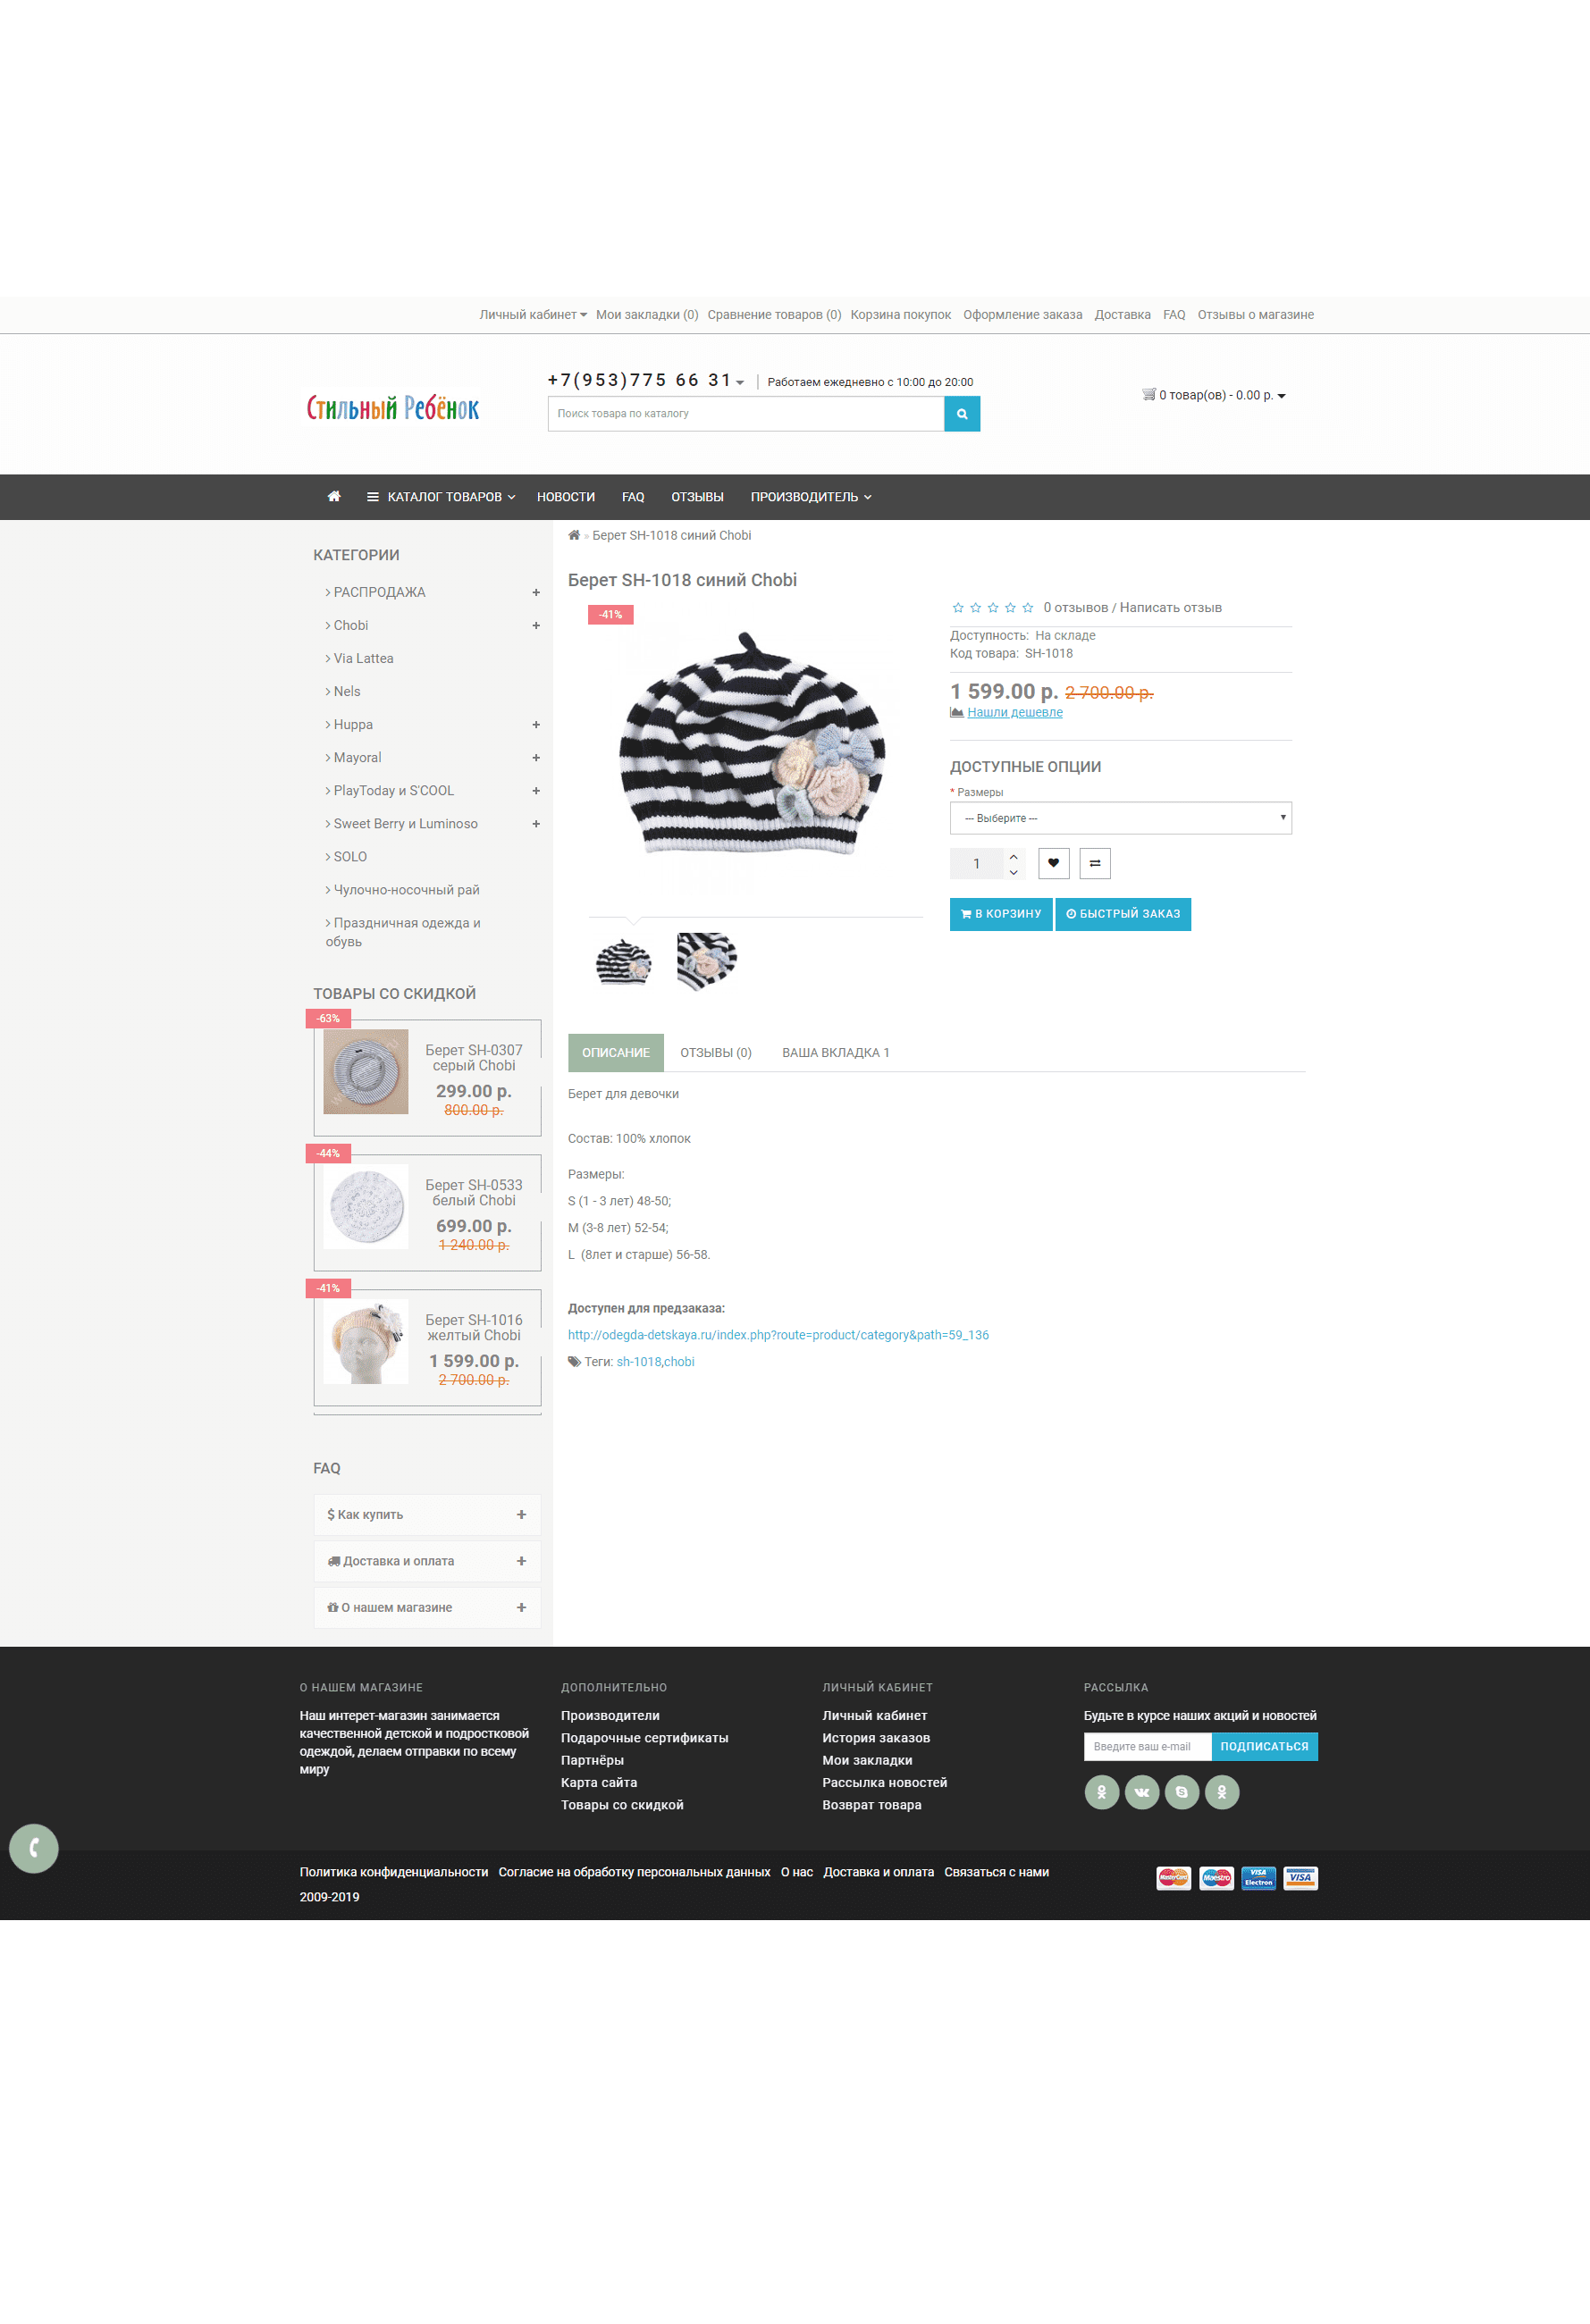 Личный кабинет Мои закладки (0) Сравнение товаров (0) Корзина покупок Оформление заказа Доставка FAQ Отзывы о магазине
Стильный Ребёнок
+7(953)775 66 31 Работаем ежедневно с 10:00 до 20:00
Поиск товара по каталогу
0 товар(ов) - 0.00 р.
КАТАЛОГ ТОВАРОВ НОВОСТИ FAQ ОТЗЫВЫ ПРОИЗВОДИТЕЛЬ
КАТЕГОРИИ
РАСПРОДАЖА +
Chobi +
Via Lattea
Nels
Huppa +
Mayoral +
PlayToday и S'COOL +
Sweet Berry и Luminoso +
SOLO
Чулочно-носочный рай
Праздничная одежда и
обувь
ТОВАРЫ СО СКИДКОЙ
-63%
Берет SH-0307
серый Chobi
299.00 р.
800.00 р.
-44%
Берет SH-0533
белый Chobi
699.00 р.
1 240.00 р.
-41%
Берет SH-1016
желтый Chobi
1 599.00 р.
2 700.00 р.
FAQ
$ Как купить +
Доставка и оплата +
О нашем магазине +
» Берет SH-1018 синий Chobi
Берет SH-1018 синий Chobi
-41%
0 отзывов / Написать отзыв
Доступность: На складе
Код товара: SH-1018
1 599.00 р. 2 700.00 р.
Нашли дешевле
ДОСТУПНЫЕ ОПЦИИ
* Размеры
--- Выберите ---
1
В КОРЗИНУ БЫСТРЫЙ ЗАКАЗ
ОПИСАНИЕ ОТЗЫВЫ (0) ВАША ВКЛАДКА 1
Берет для девочки
Состав: 100% хлопок
Размеры:
S (1 - 3 лет) 48-50;
M (3-8 лет) 52-54;
L (8лет и старше) 56-58.
Доступен для предзаказа:
http://odegda-detskaya.ru/index.php?route=product/category&path=59_136
Теги: sh-1018,chobi
О НАШЕМ МАГАЗИНЕ
Наш интерет-магазин занимается
качественной детской и подростковой
одеждой, делаем отправки по всему
миру
ДОПОЛНИТЕЛЬНО
Производители
Подарочные сертификаты
Партнёры
Карта сайта
Товары со скидкой
ЛИЧНЫЙ КАБИНЕТ
Личный кабинет
История заказов
Мои закладки
Рассылка новостей
Возврат товара
РАССЫЛКА
Будьте в курсе наших акций и новостей
Введите ваш e-mail ПОДПИСАТЬСЯ
Политика конфиденциальности Согласие на обработку персональных данных О нас Доставка и оплата Связаться с нами
2009-2019
MasterCard Maestro VISA Electron VISA